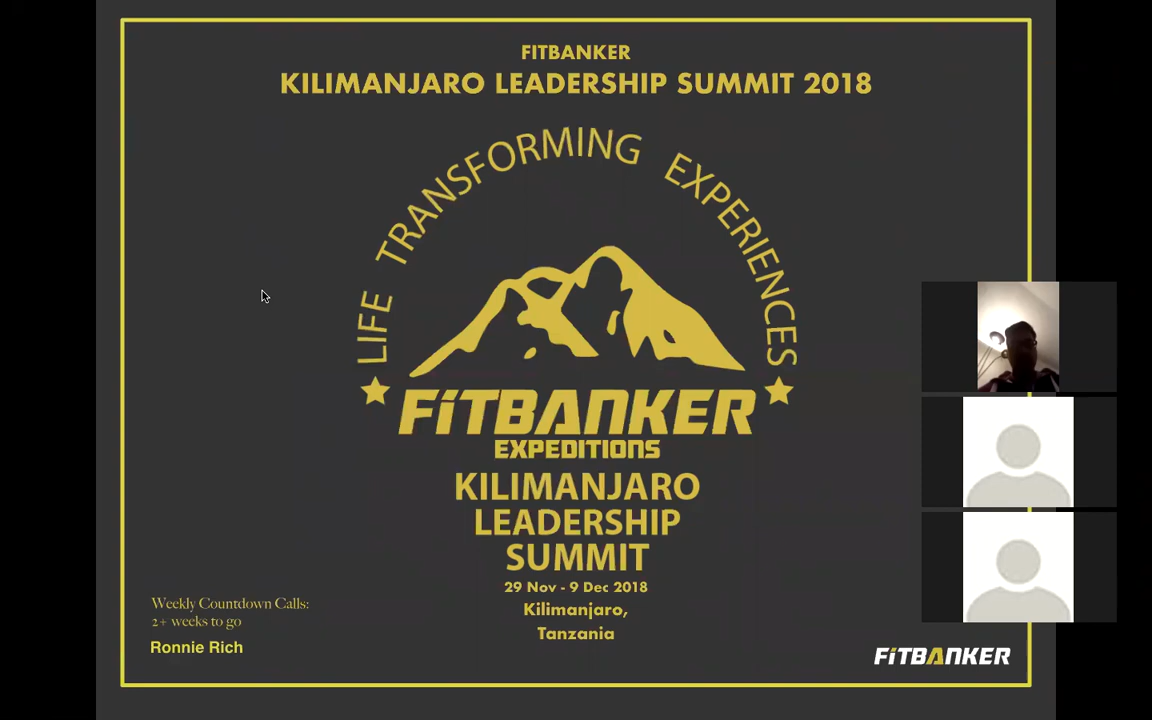 FITBANKER
KILIMANJARO LEADERSHIP SUMMIT 2018
LIFE TRANSFORMING EXPERIENCES
FiTBANKER
EXPEDITIONS
KILIMANJARO
LEADERSHIP
SUMMIT
29 Nov - 9 Dec 2018
Kilimanjaro,
Tanzania
Weekly Countdown Calls:
2+ weeks to go
Ronnie Rich
FiTBANKER